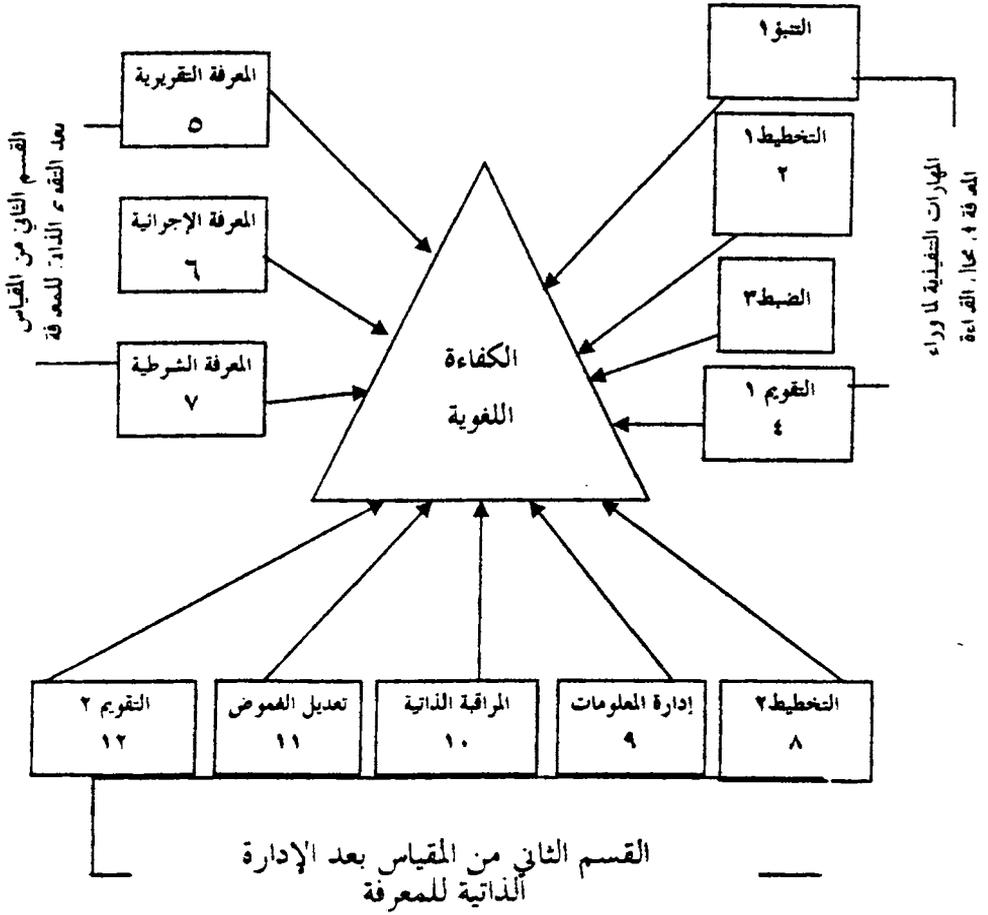 التنبؤ١
التخطيط١
٢
الضبط٣
التقويم ١
٤
المهارات التنفيذية لما وراء
المعرفة في مجال القراءة
المعرفة التقريرية
٥
المعرفة الإجرائية
٦
المعرفة الشرطية
٧
القسم الثاني من المقياس
بعد التقويم الذاتي للمعرفة
الكفاءة
اللغوية
التخطيط٢
٨
إدارة المعلومات
٩
المراقبة الذاتية
١٠
تعديل الغموض
١١
التقويم ٢
١٢
القسم الثاني من المقياس بعد الإدارة
الذاتية للمعرفة